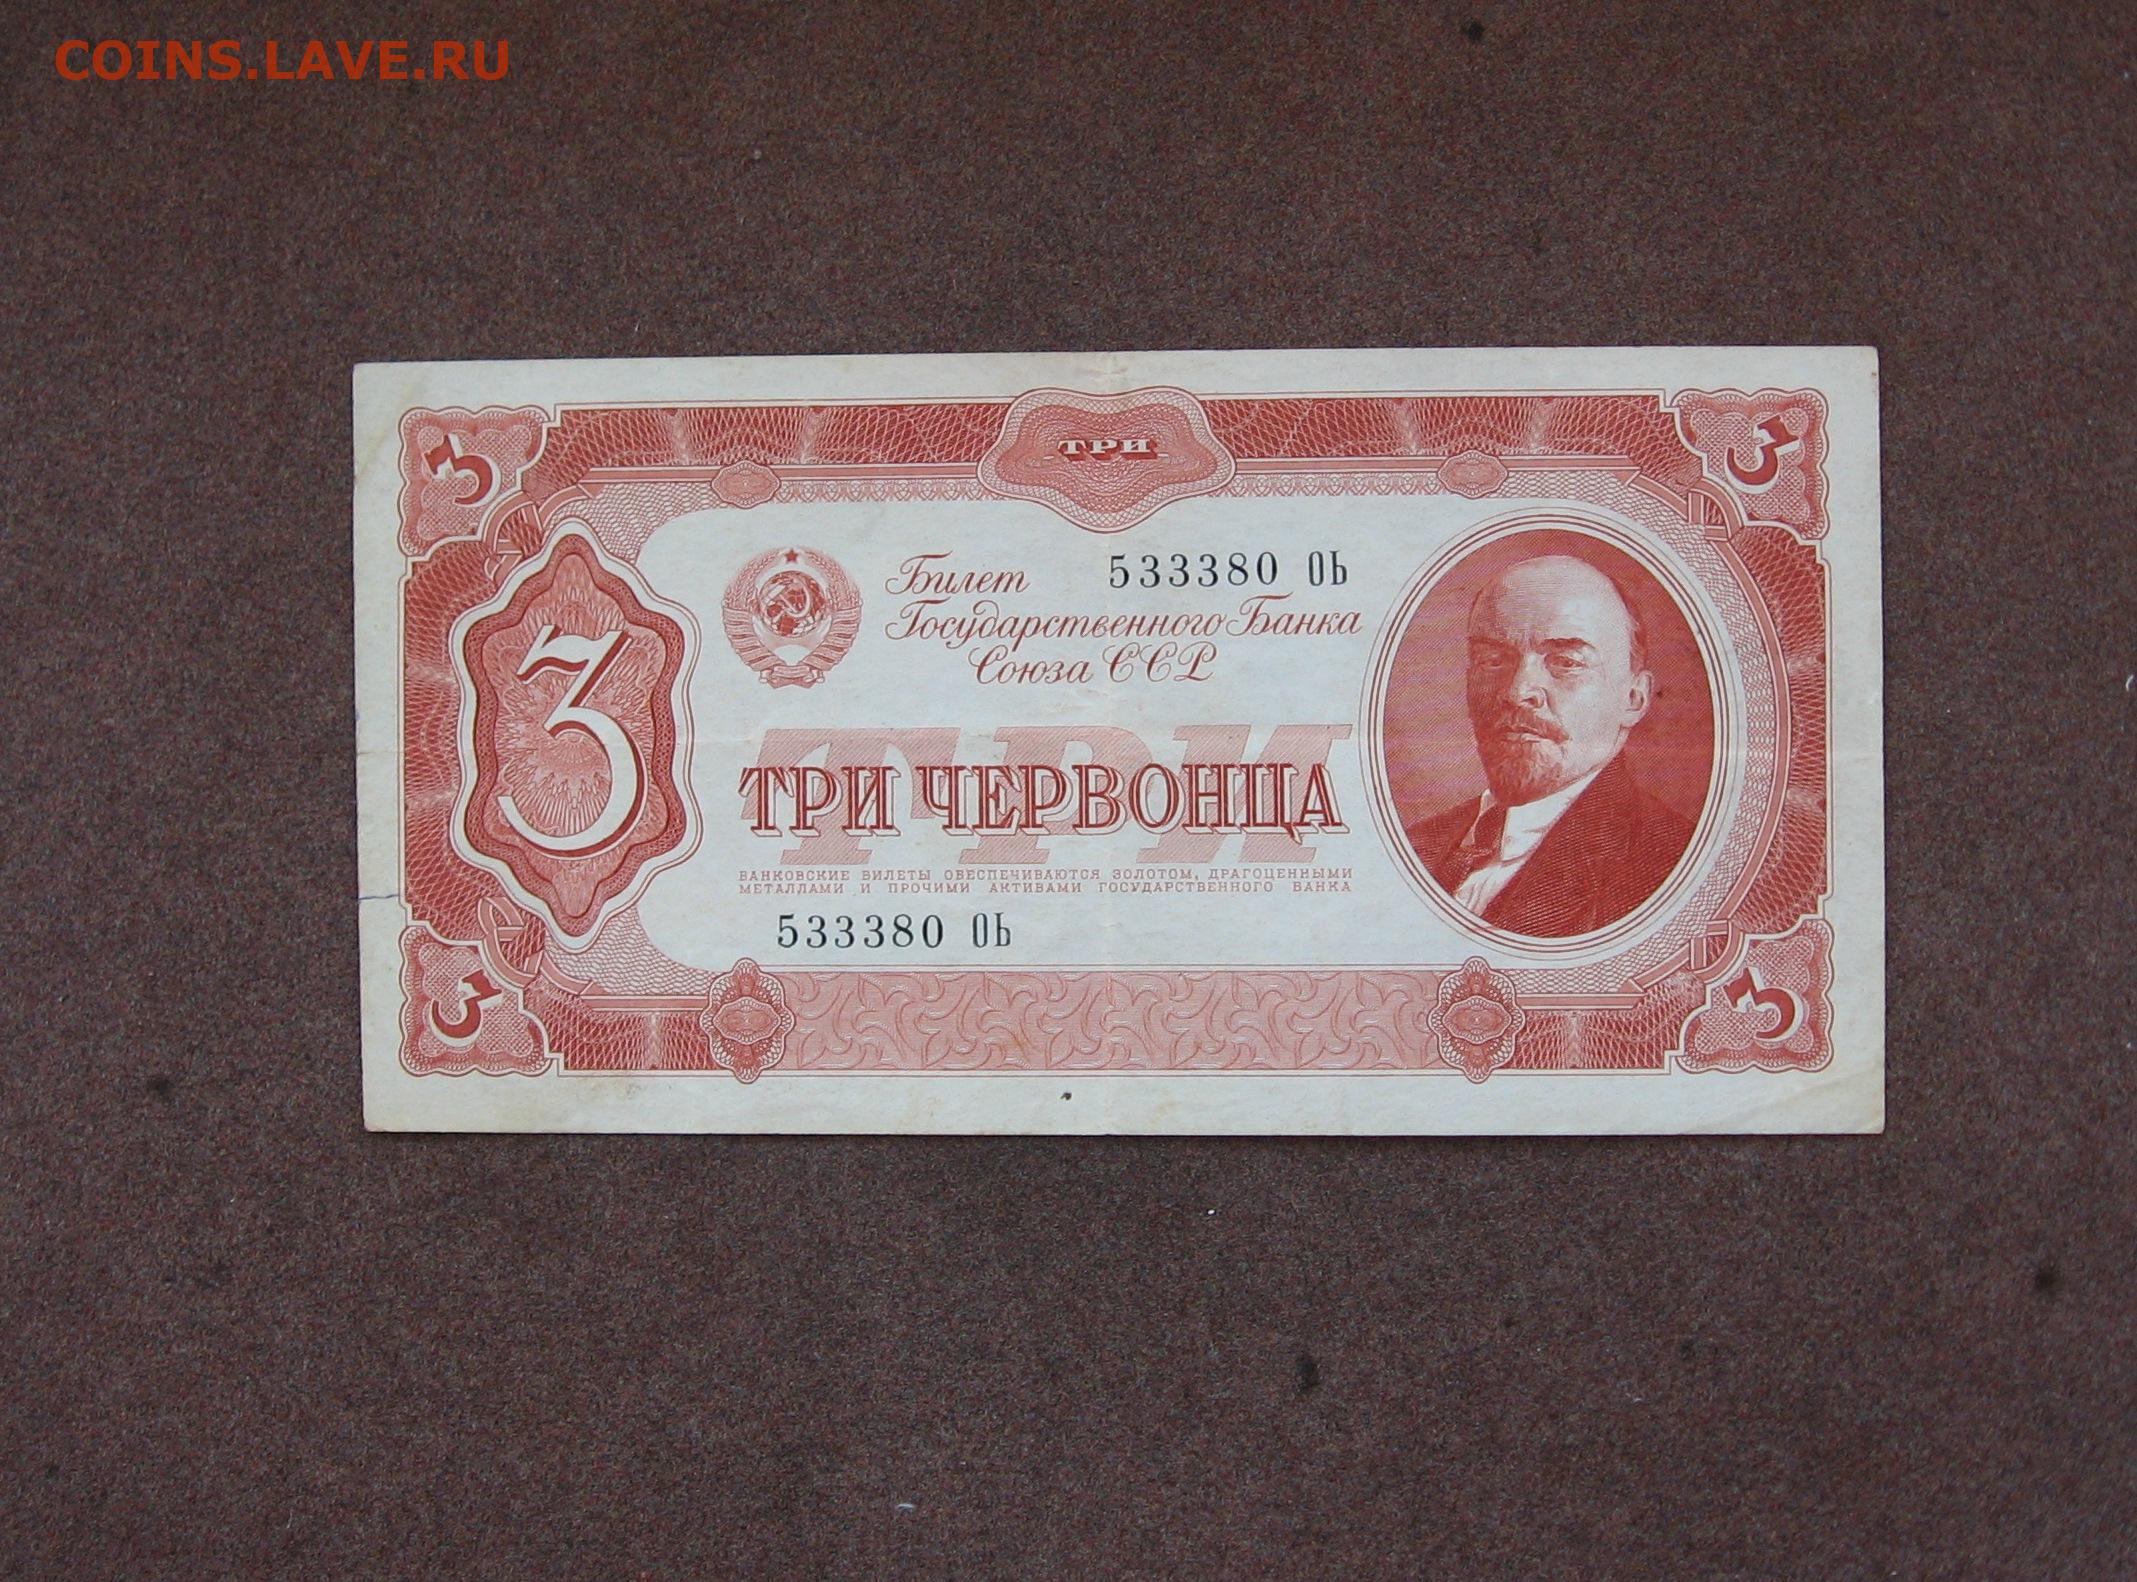 COINS.LAVE.RU
3 ТРИ 3
Билет 533380 ОЬ
Государственного Банка
Союза ССР
3
ТРИ
ТРИ ЧЕРВОНЦА
БАНКОВСКИЕ БИЛЕТЫ ОБЕСПЕЧИВАЮТСЯ ЗОЛОТОМ, ДРАГОЦЕННЫМИ
МЕТАЛЛАМИ И ПРОЧИМИ АКТИВАМИ ГОСУДАРСТВЕННОГО БАНКА
533380 ОЬ
3 3